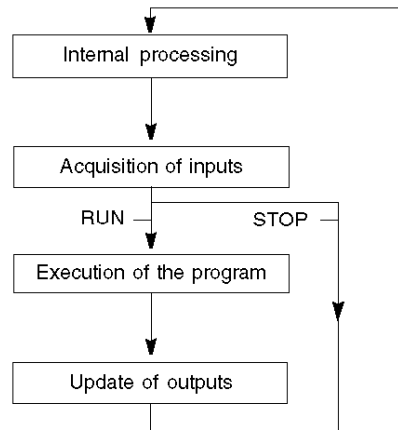 Internal processing
Acquisition of inputs
RUN
STOP
Execution of the program
Update of outputs